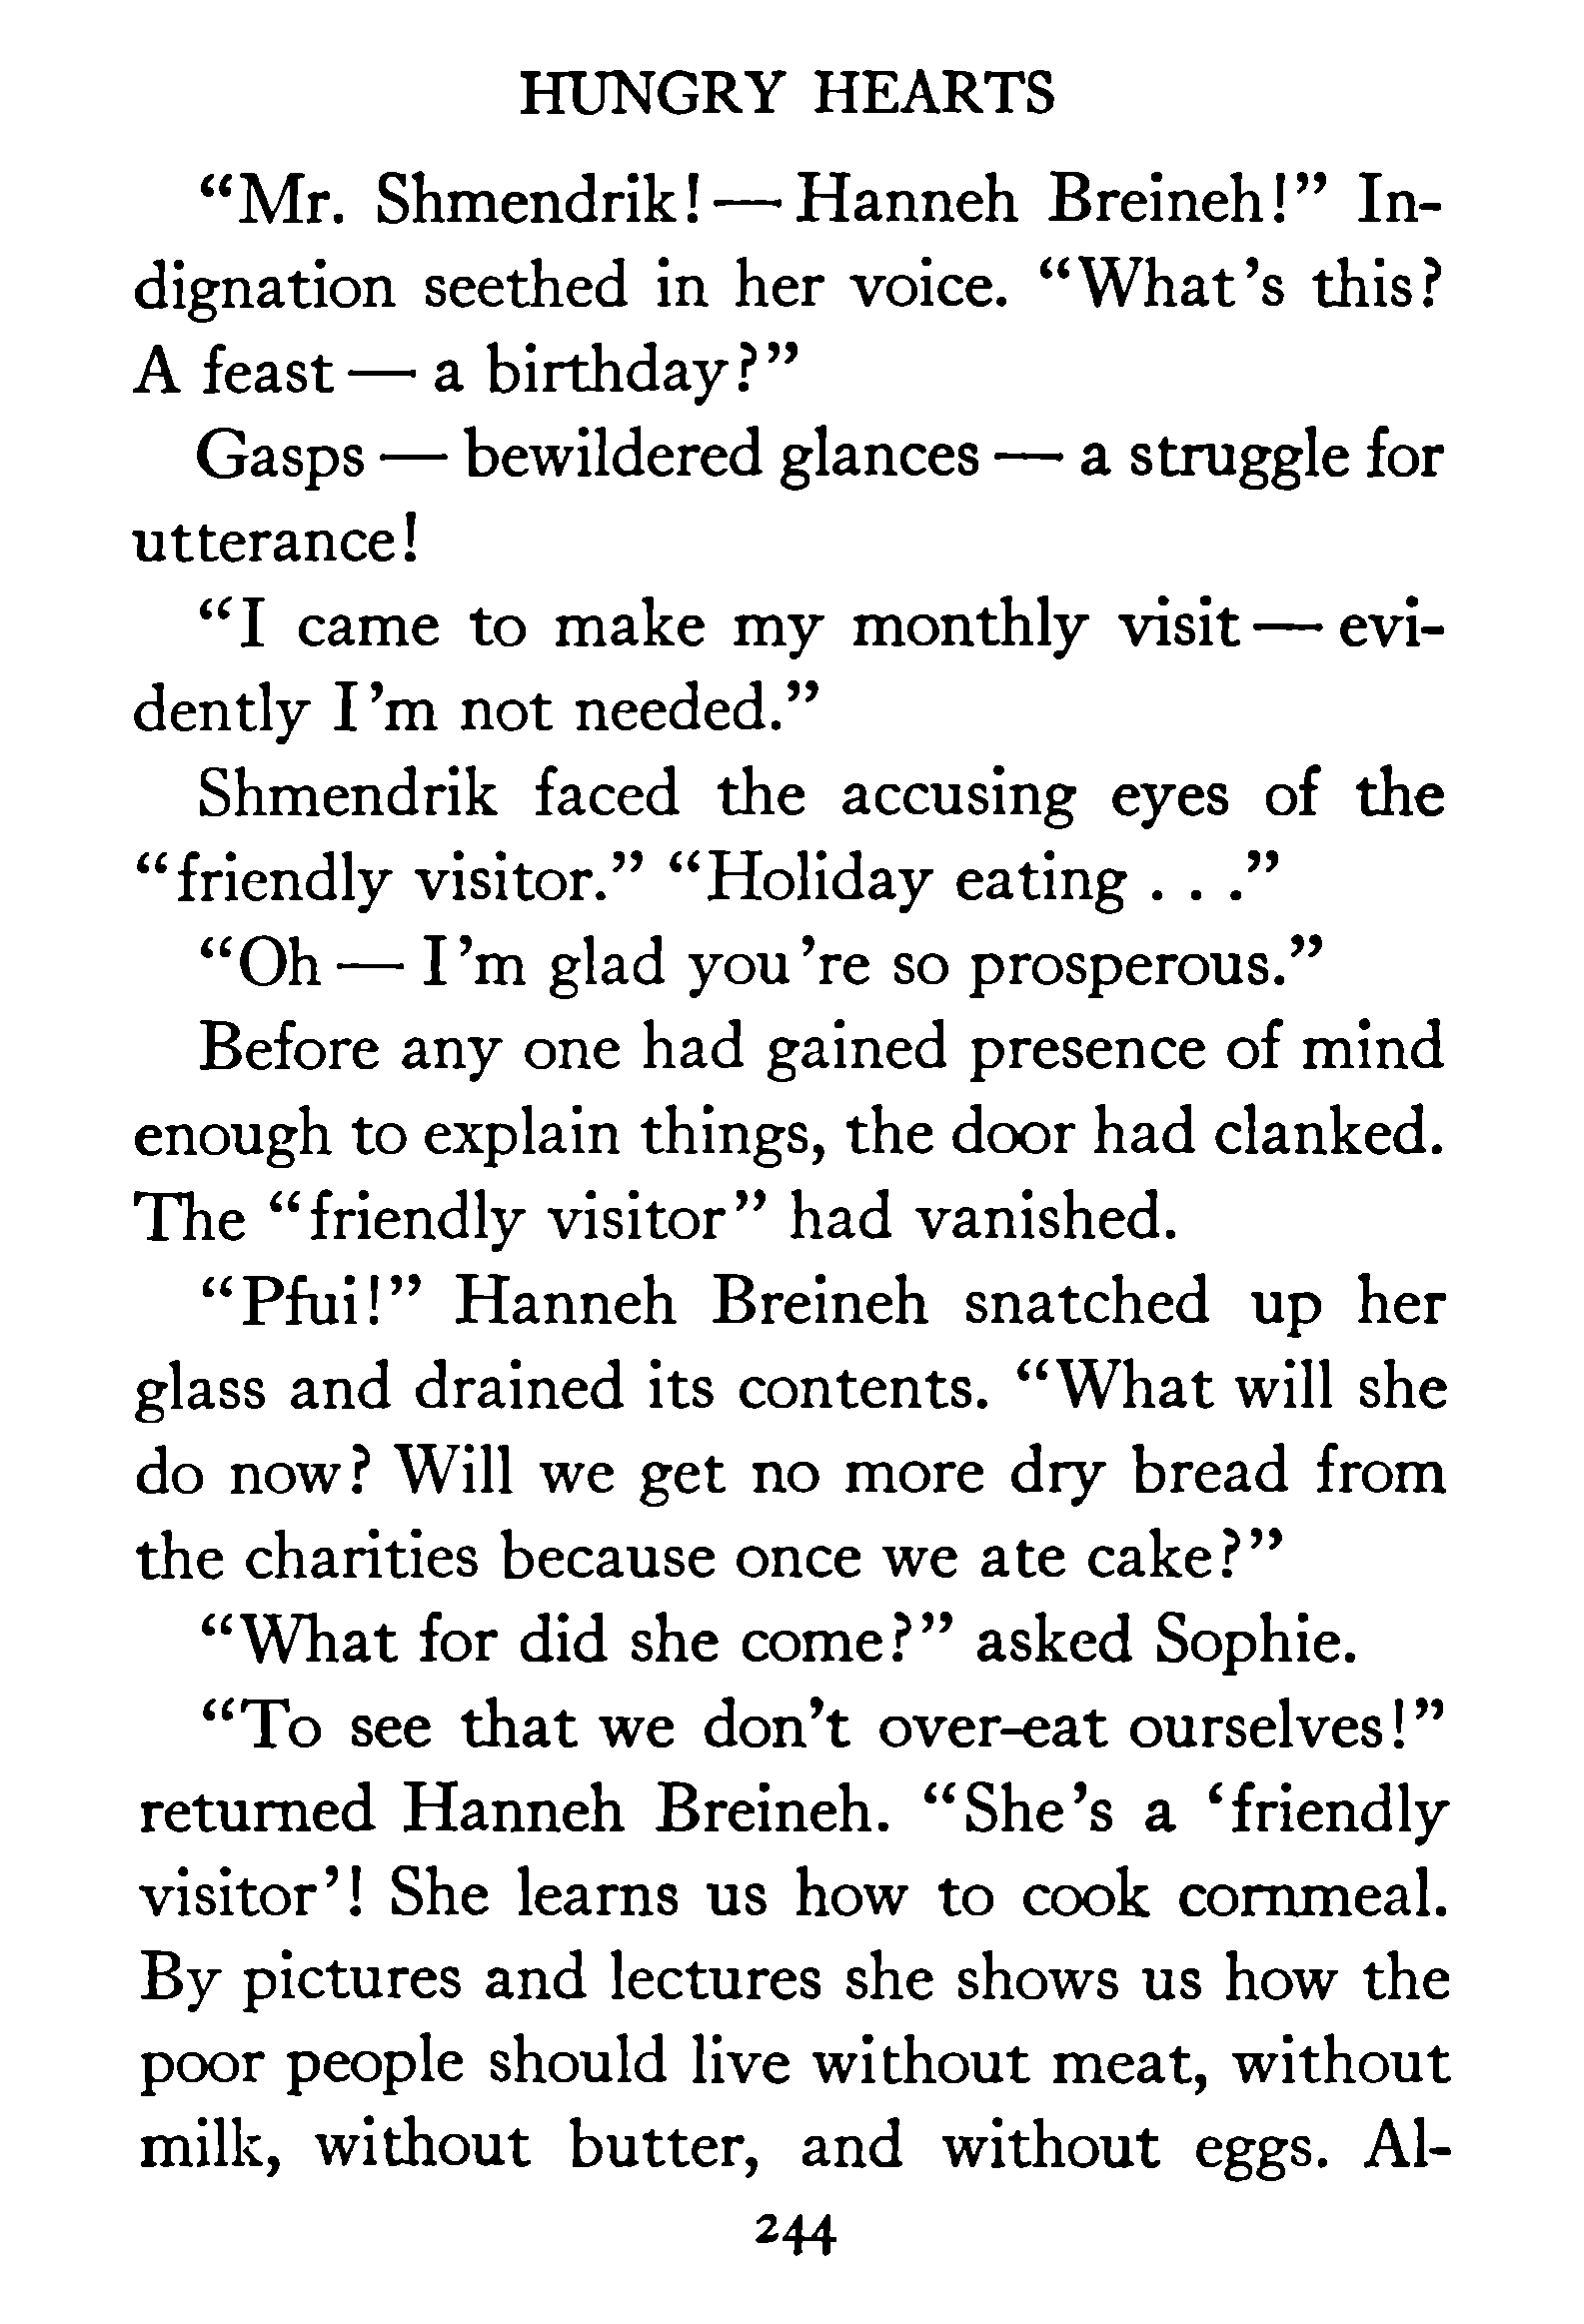 HUNGRY HEARTS
“Mr. Shmendrik!—Hanneh Breineh!” In-
dignation seethed in her voice. “What’s this?
A feast — a birthday?”
Gasps — bewildered glances — a struggle for
utterance!
“I came to make my monthly visit — evi-
dently I’m not needed.”
Shmendrik faced the accusing eyes of the
“friendly visitor.” “Holiday eating . . .”
“Oh — I’m glad you’re so prosperous.”
Before any one had gained presence of mind
enough to explain things, the door had clanked.
The “friendly visitor” had vanished.
“Pfui!” Hanneh Breineh snatched up her
glass and drained its contents. “What will she
do now? Will we get no more dry bread from
the charities because once we ate cake?”
“What for did she come?” asked Sophie.
“To see that we don’t over-eat ourselves!”
returned Hanneh Breineh. “She’s a ‘friendly
visitor’! She learns us how to cook cornmeal.
By pictures and lectures she shows us how the
poor people should live without meat, without
milk, without butter, and without eggs. Al-
244